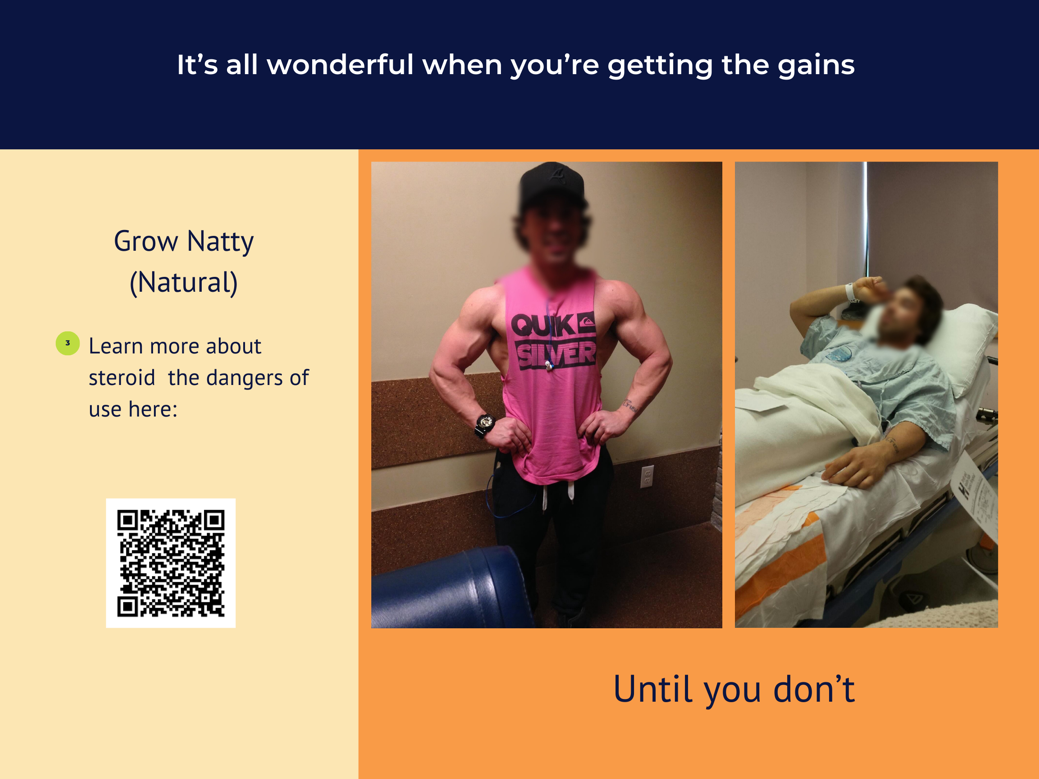 It’s all wonderful when you’re getting the gains
Grow Natty
(Natural)
3
Learn more about
steroid  the dangers of
use here:
QUIK
SILVER
H
Until you don’t